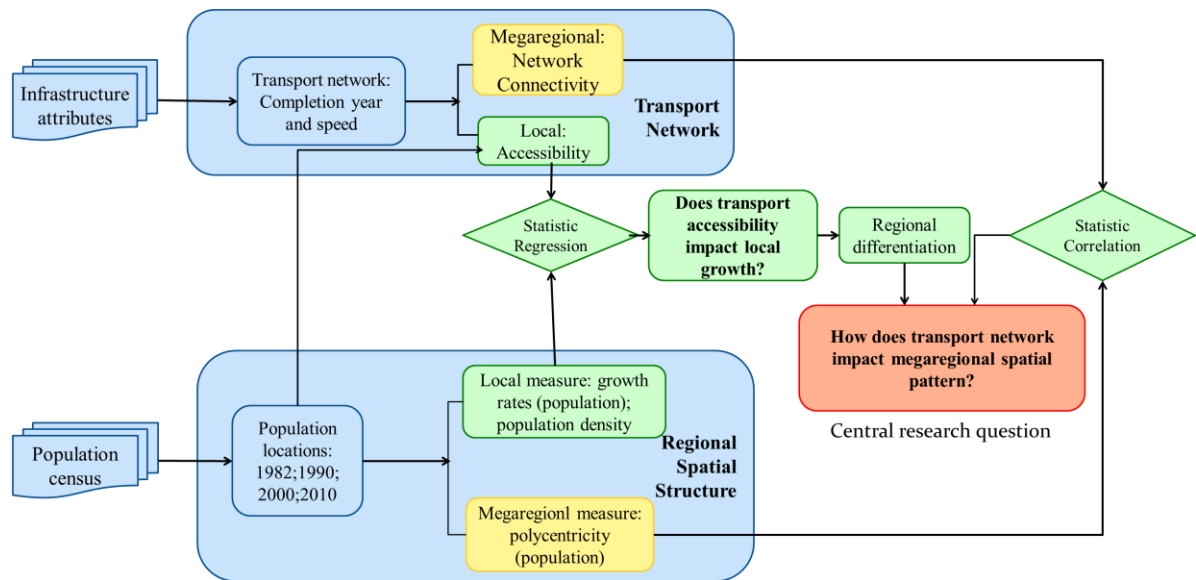 Infrastructure
attributes
Transport network:
Completion year
and speed
Megaregional:
Network
Connectivity
Local:
Accessibility
Transport
Network
Statistic
Regression
Does transport
accessibility
impact local
growth?
Regional
differentiation
Statistic
Correlation
How does transport network
impact megaregional spatial
pattern?
Central research question
Population
census
Population
locations:
1982;1990;
2000;2010
Local measure: growth
rates (population);
population density
Regional
Spatial
Structure
Megaregionl measure:
polycentricity
(population)